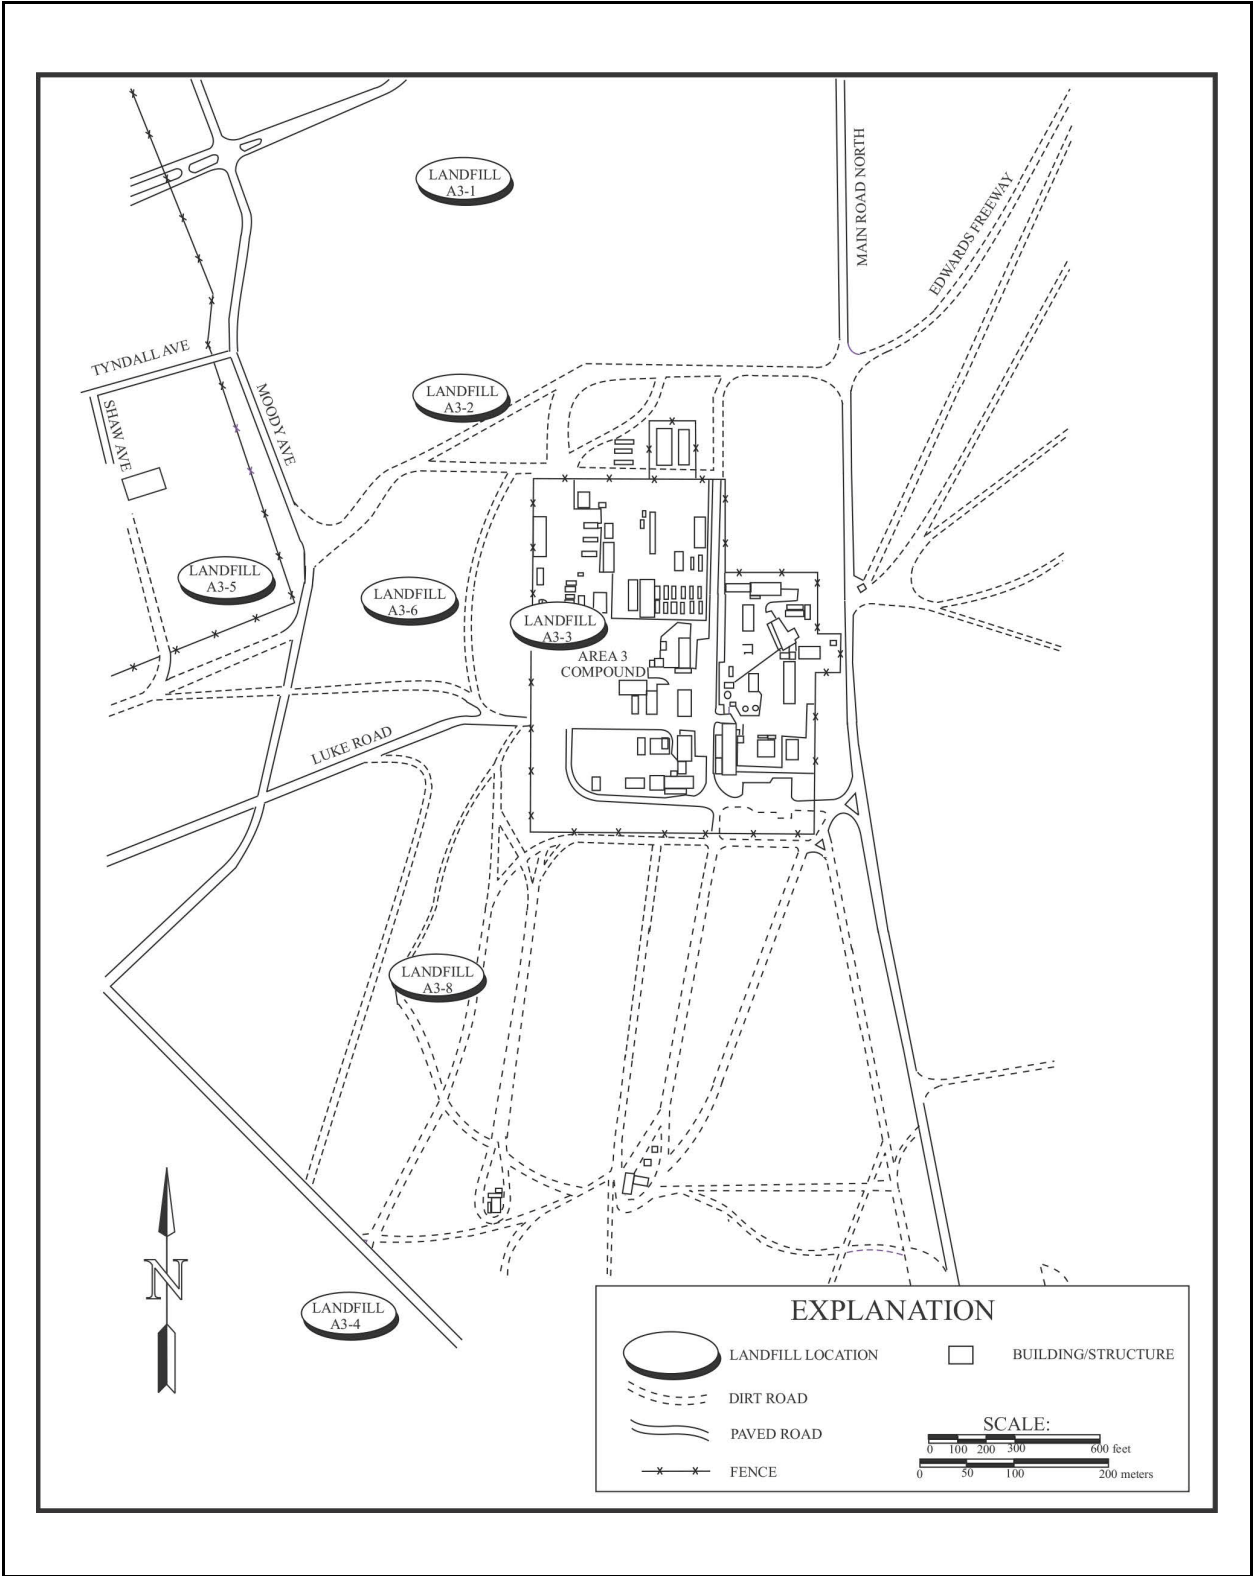 LANDFILL
A3-1
MAIN ROAD NORTH
EDWARDS FREEWAY
TYNDALL AVE
SHAW AVE
MOODY AVE
LANDFILL
A3-2
LANDFILL
A3-5
LANDFILL
A3-6
LANDFILL
A3-3
AREA 3
COMPOUND
LUKE ROAD
LANDFILL
A3-8
N
LANDFILL
A3-4
EXPLANATION
LANDFILL LOCATION
BUILDING/STRUCTURE
DIRT ROAD
PAVED ROAD
FENCE
SCALE:
0 100 200 300 600 feet
0 50 100 200 meters